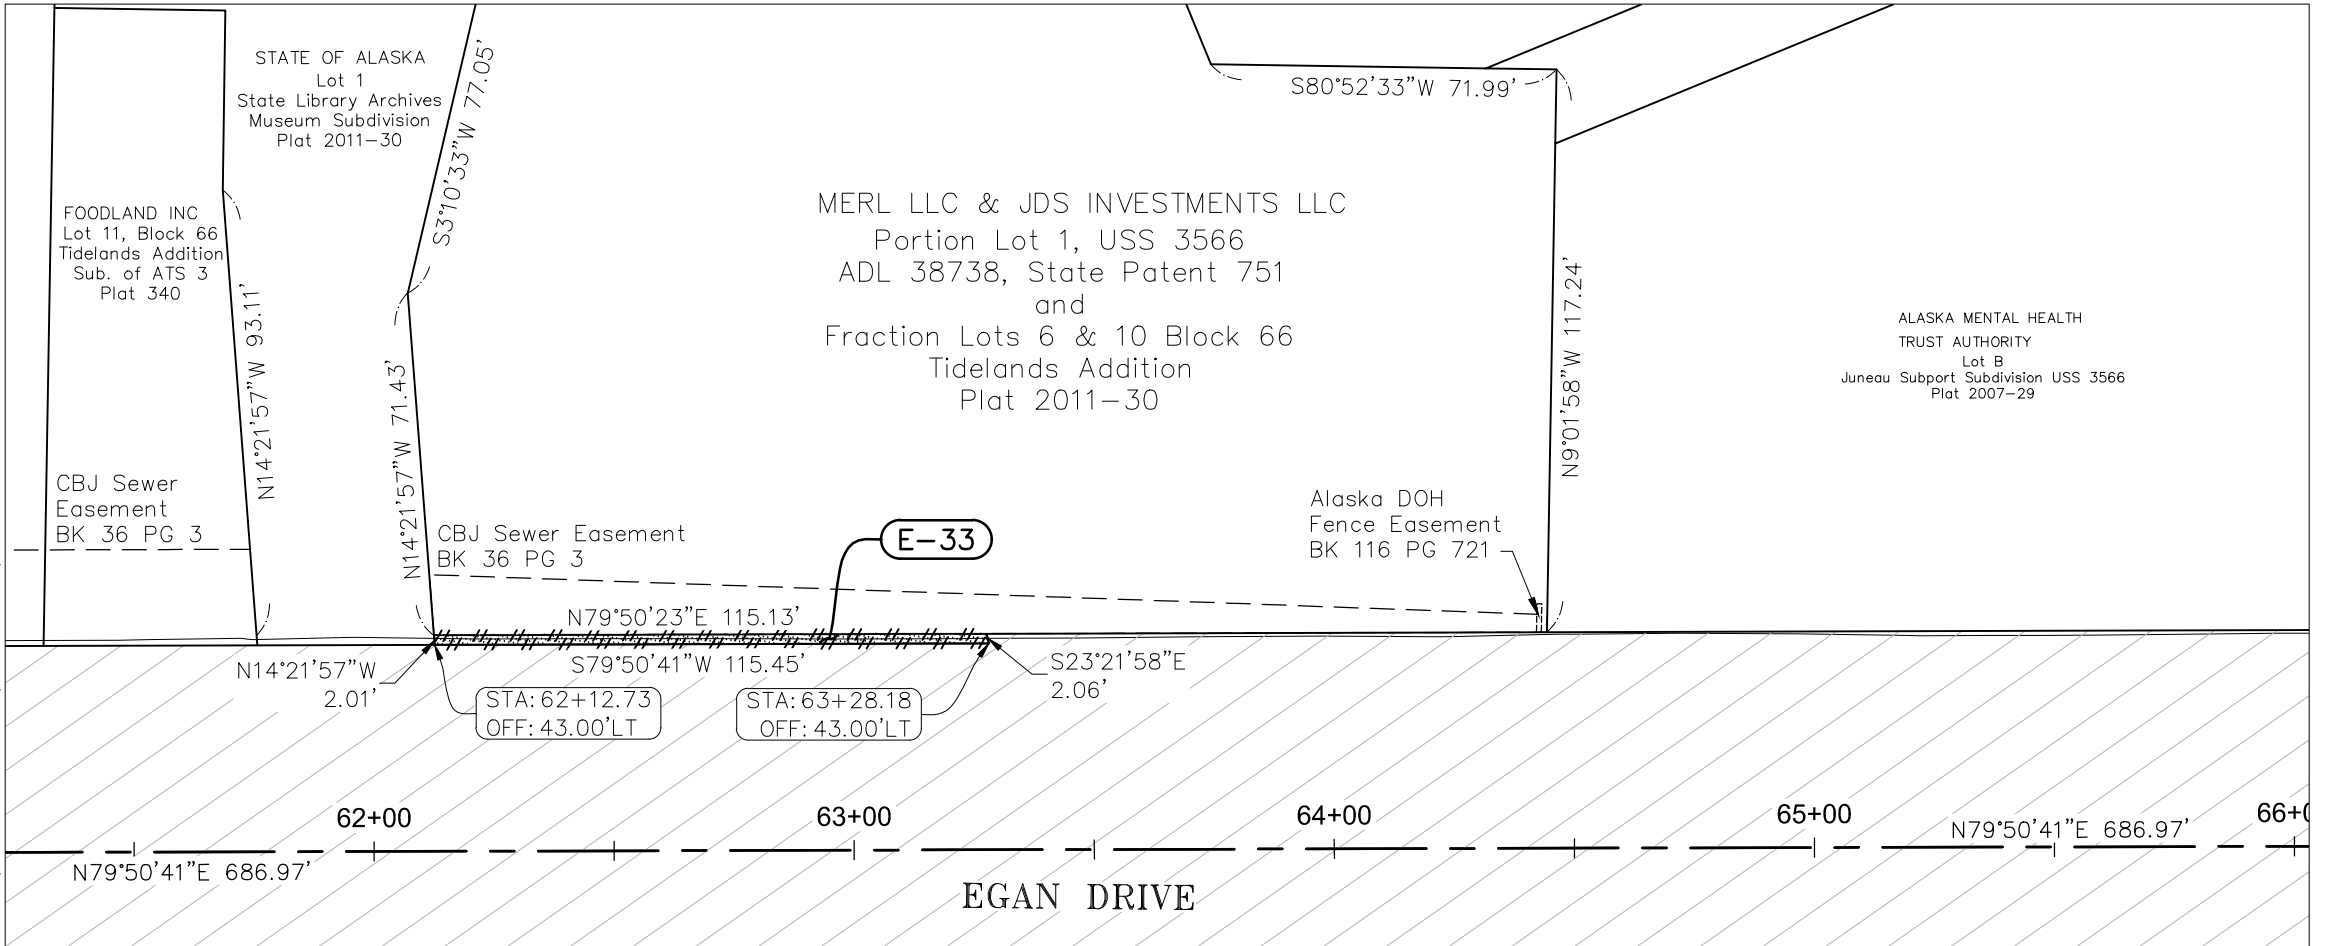 STATE OF ALASKA
Lot 1
State Library Archives
Museum Subdivision
Plat 2011-30
S3°10'33"W 77.05'
S80°52'33"W 71.99'
FOODLAND INC
Lot 11, Block 66
Tidelands Addition
Sub. of ATS 3
Plat 340
MERL LLC & JDS INVESTMENTS LLC
Portion Lot 1, USS 3566
ADL 38738, State Patent 751
and
Fraction Lots 6 & 10 Block 66
Tidelands Addition
Plat 2011-30
N14°21'57"W 93.11'
N14°21'57"W 71.43'
N9°01'58"W 117.24'
ALASKA MENTAL HEALTH
TRUST AUTHORITY
Lot B
Juneau Subport Subdivision USS 3566
Plat 2007-29
CBJ Sewer
Easement
BK 36 PG 3
CBJ Sewer Easement
BK 36 PG 3
E-33
Alaska DOH
Fence Easement
BK 116 PG 721
N79°50'23"E 115.13'
S79°50'41"W 115.45'
N14°21'57"W
2.01'
S23°21'58"E
2.06'
STA: 62+12.73
OFF: 43.00'LT
STA: 63+28.18
OFF: 43.00'LT
62+00
63+00
64+00
65+00
66+0
N79°50'41"E 686.97'
N79°50'41"E 686.97'
EGAN DRIVE